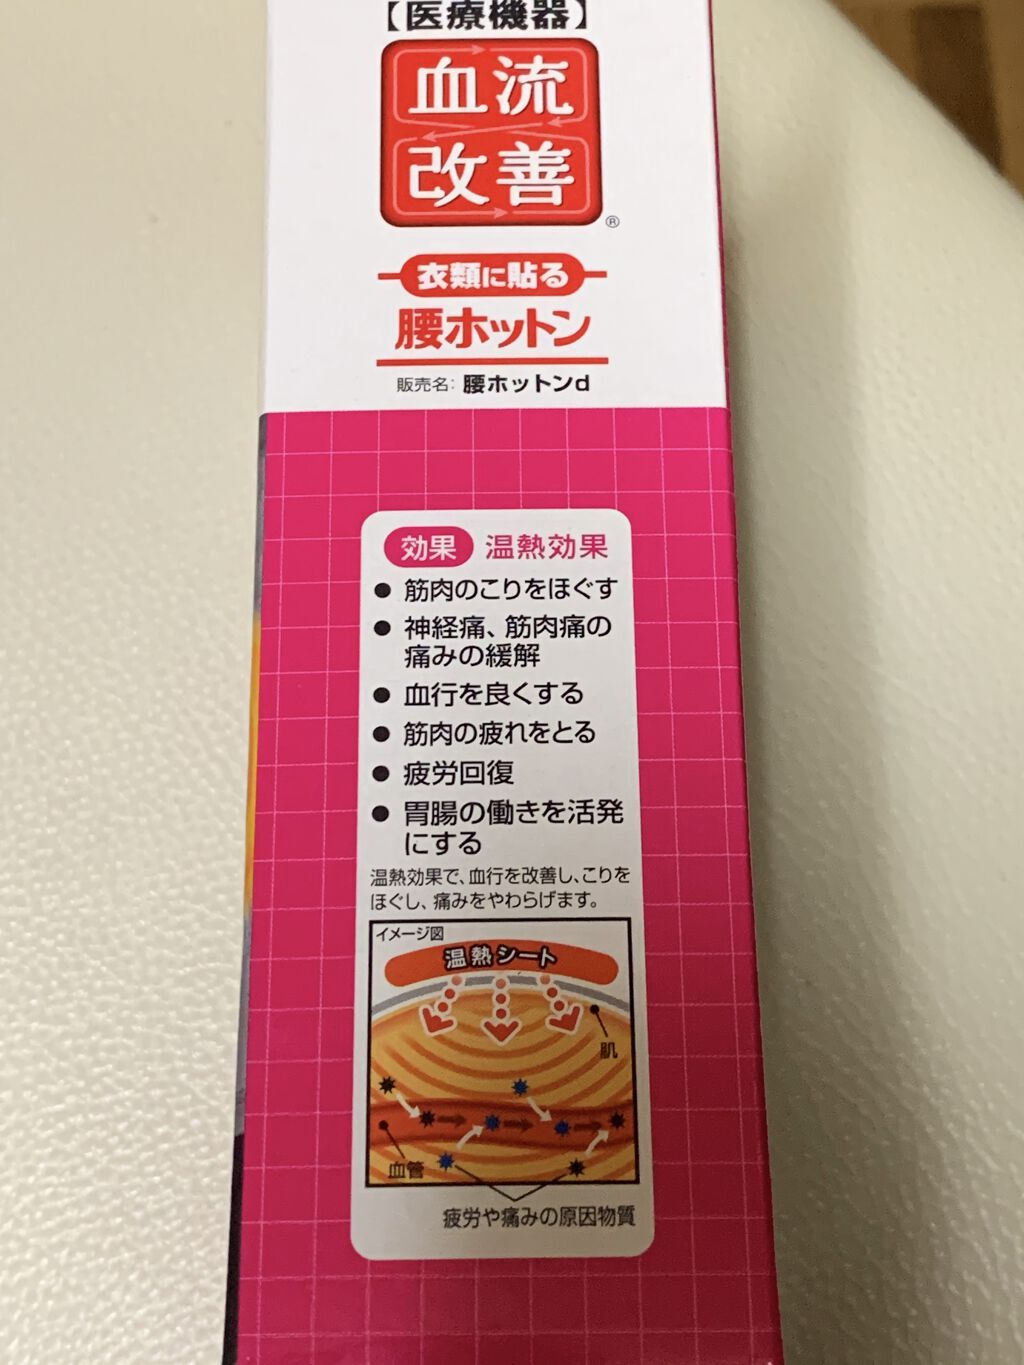 【医療機器】
血流
改善
®
衣類に貼る
腰ホットン
販売名: 腰ホットンd
効果 温熱効果
● 筋肉のこりをほぐす
● 神経痛、筋肉痛の
痛みの緩解
● 血行を良くする
● 筋肉の疲れをとる
● 疲労回復
● 胃腸の働きを活発
にする
温熱効果で、血行を改善し、こりを
ほぐし、痛みをやわらげます。
イメージ図
温熱シート
肌
血管
疲労や痛みの原因物質